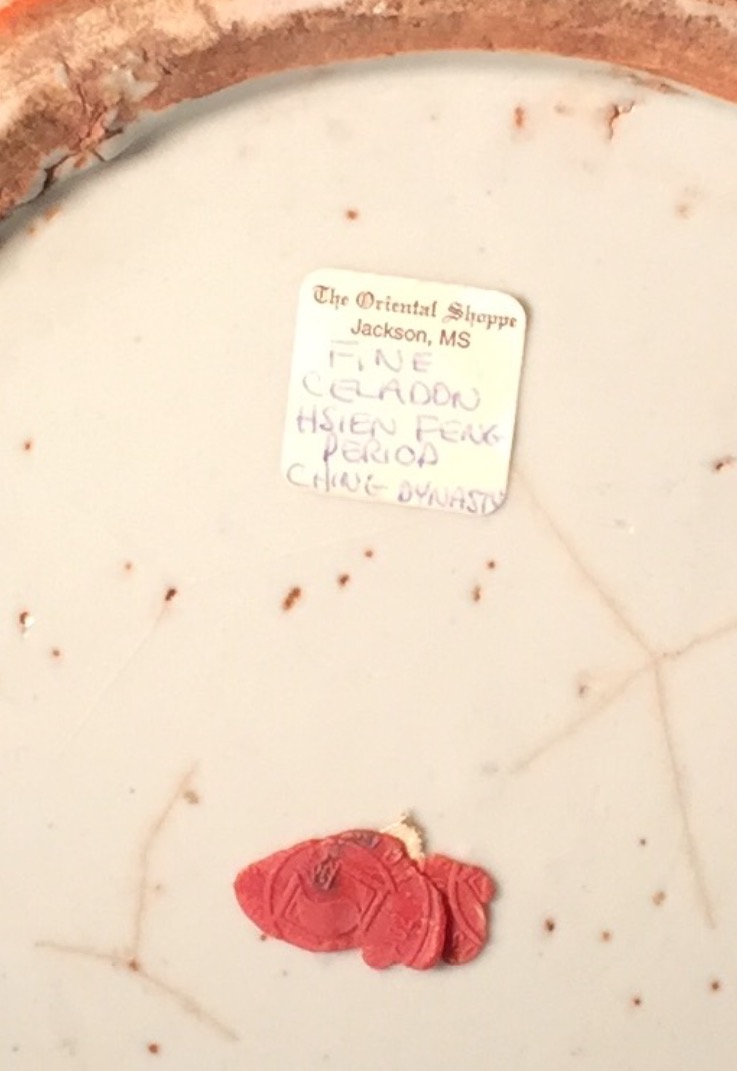 The Oriental Shoppe
Jackson, MS
FINE
CELADON
HSIEN FENG
PERIOD
CHING DYNASTY